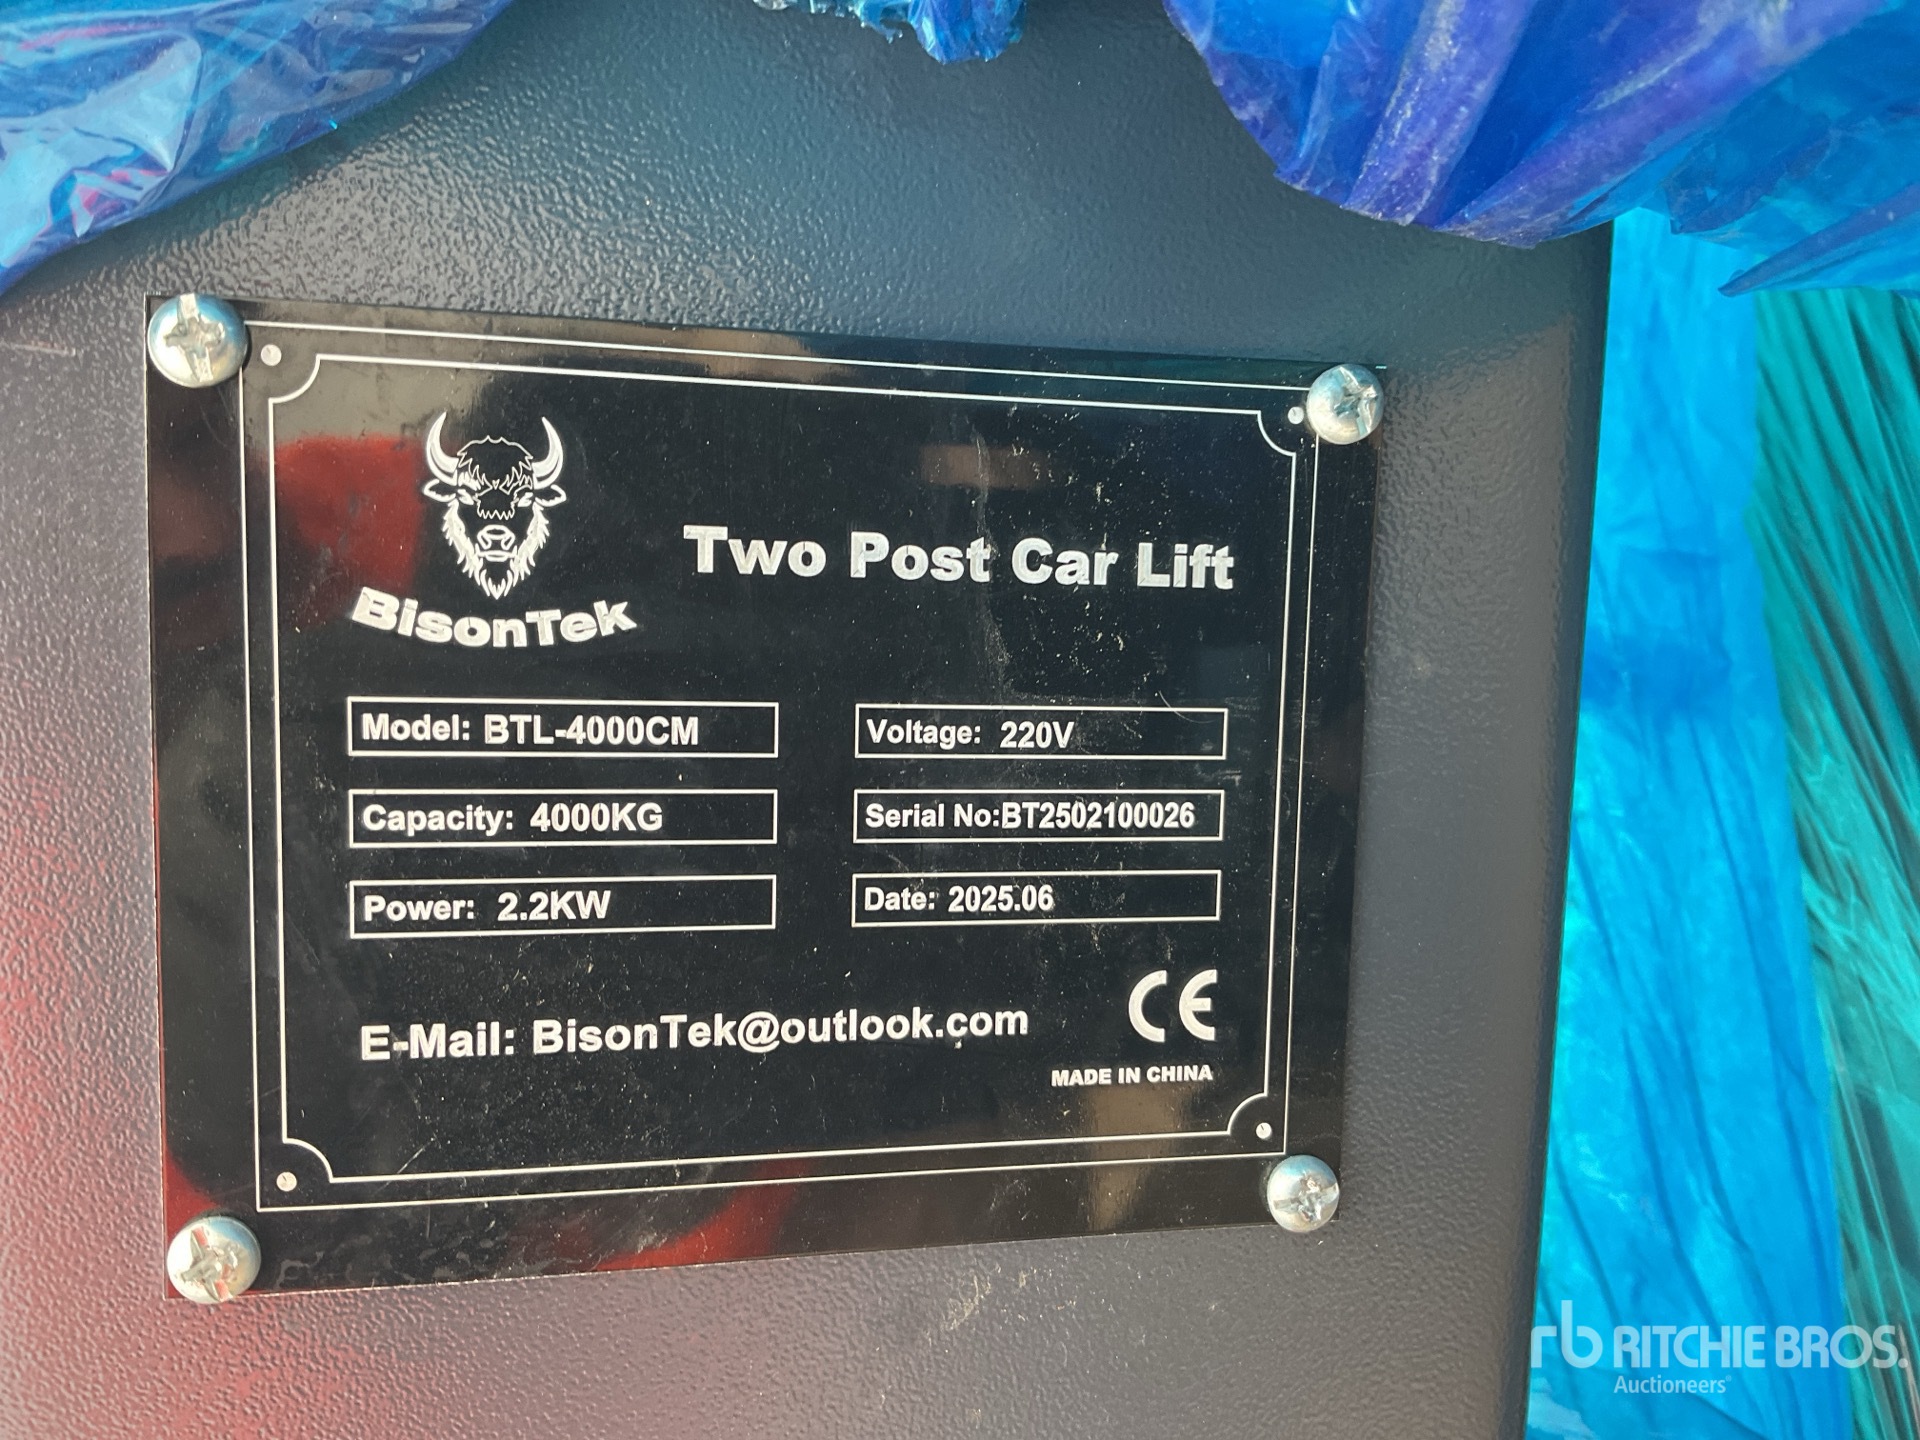 BisonTek
Two Post Car Lift
Model: BTL-4000CM
Voltage: 220V
Capacity: 4000KG
Serial No:BT2502100026
Power: 2.2KW
Date: 2025.06
E-Mail: BisonTek@outlook.com
CE
MADE IN CHINA
rb RITCHIE BROS.
Auctioneers